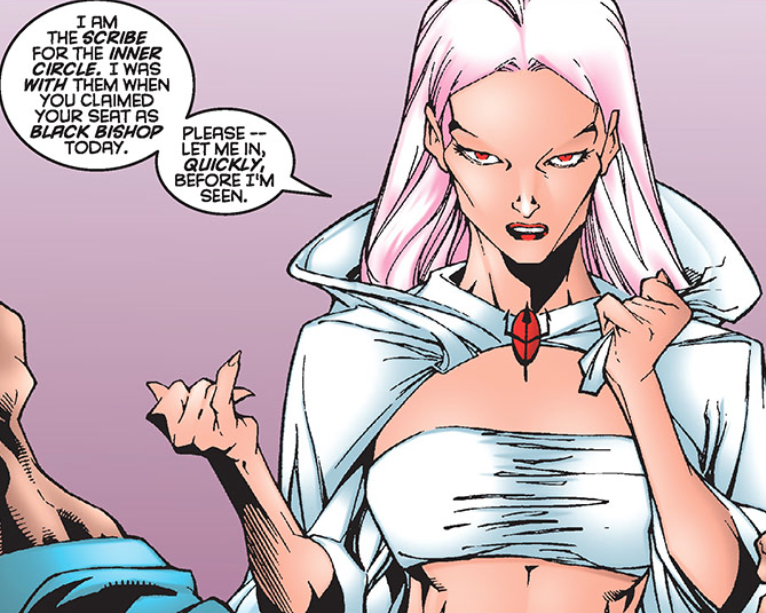 I AM
THE SCRIBE
FOR THE INNER
CIRCLE. I WAS
WITH THEM WHEN
YOU CLAIMED
YOUR SEAT AS
BLACK BISHOP
TODAY.
PLEASE --
LET ME IN,
QUICKLY,
BEFORE I'M
SEEN.